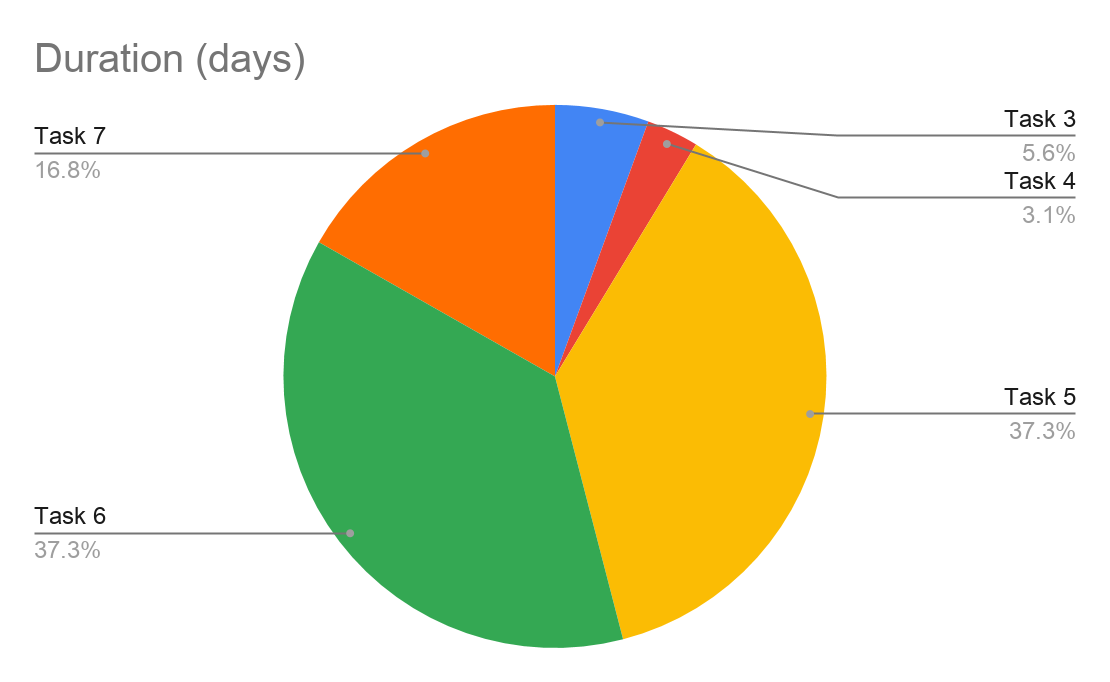 Duration (days)
Task 7
16.8%
Task 3
5.6%
Task 4
3.1%
Task 5
37.3%
Task 6
37.3%